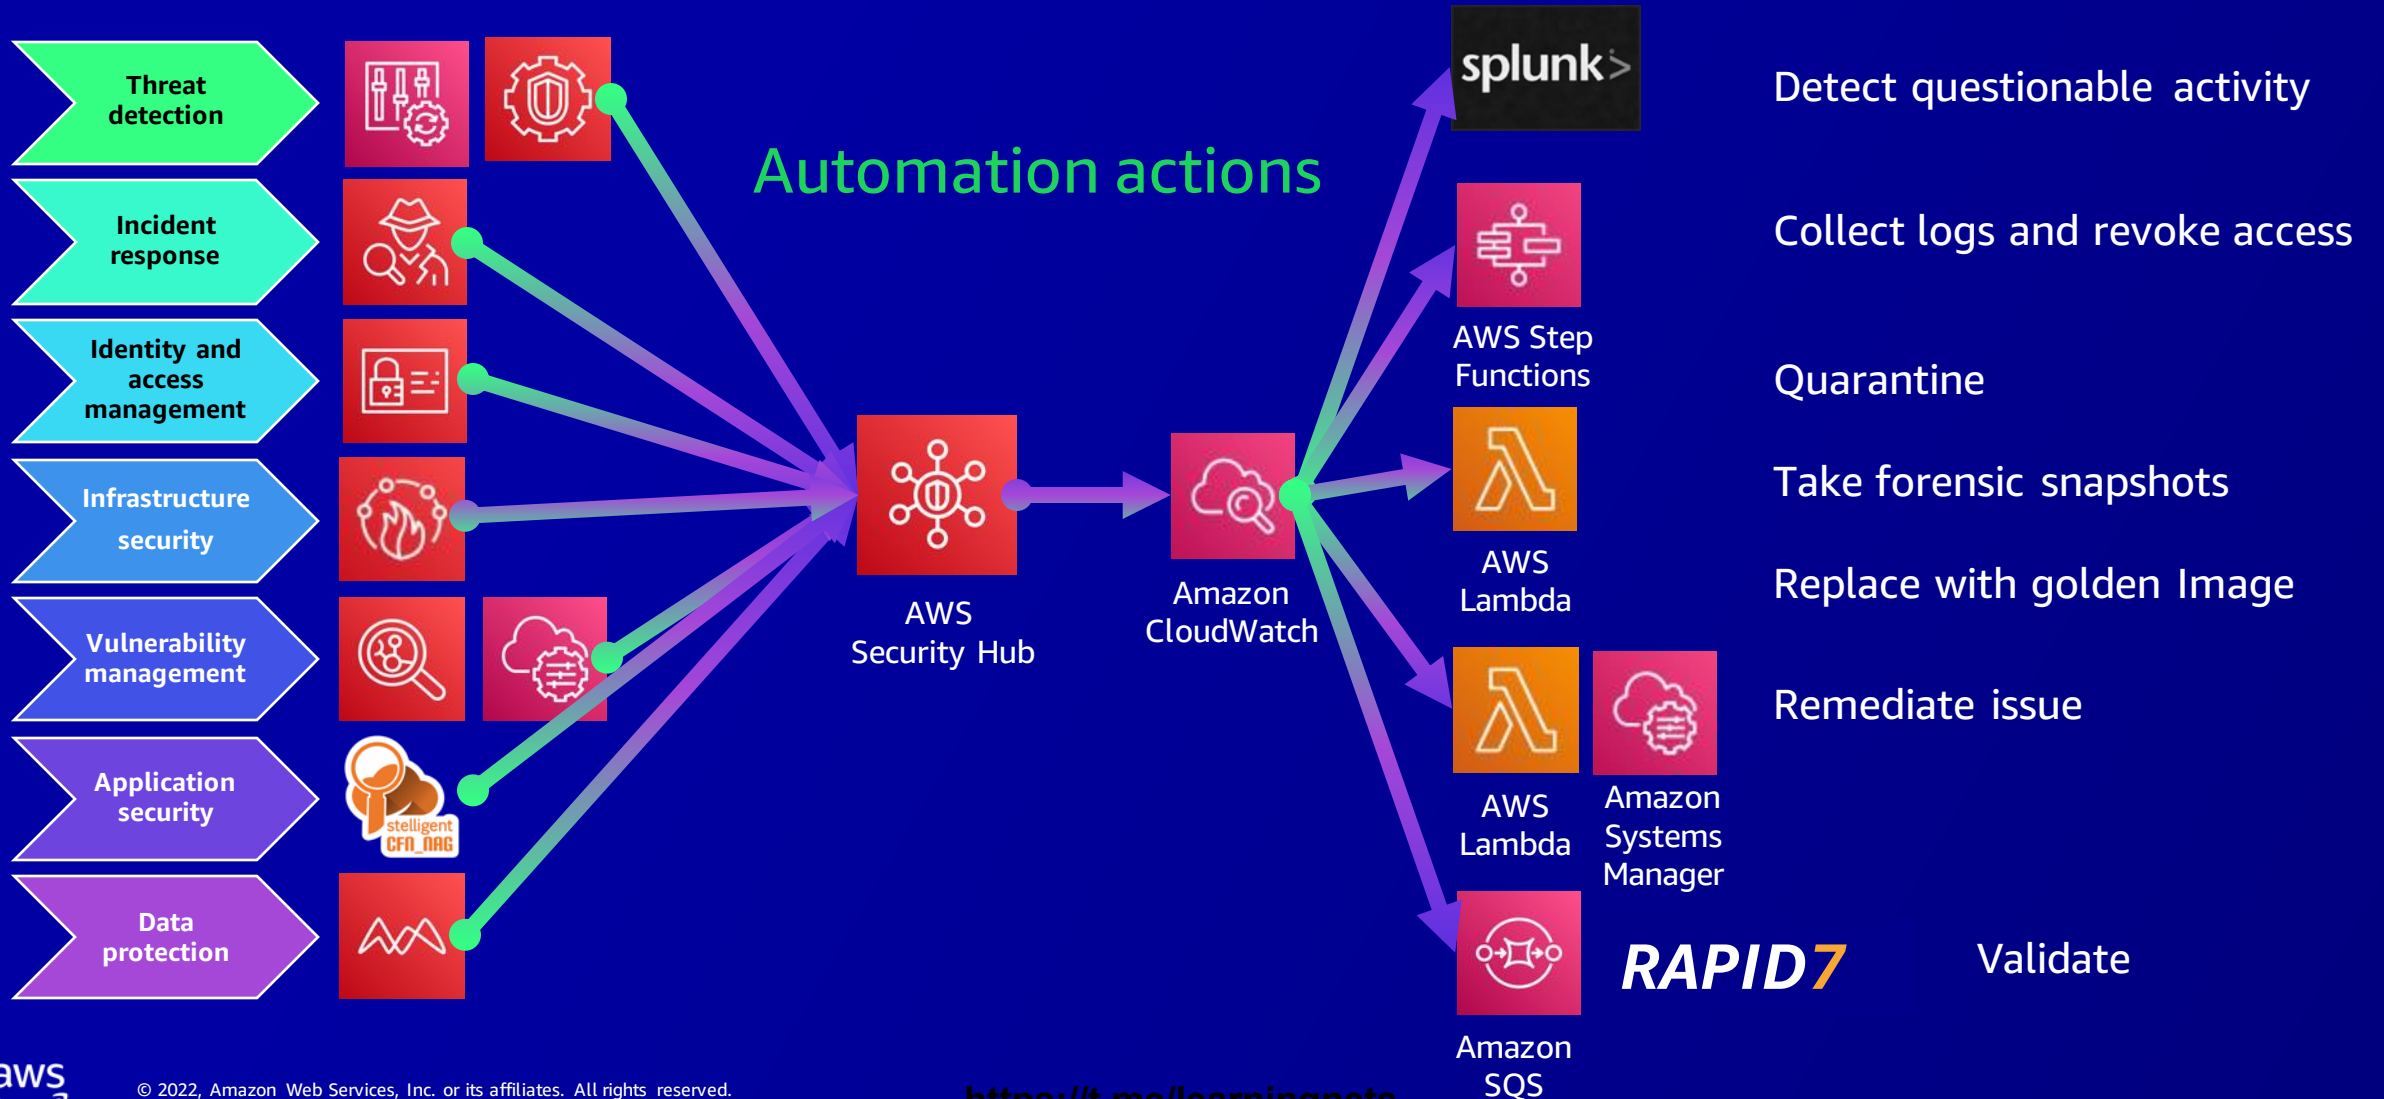 Threat
detection
Incident
response
Identity and
access
management
Infrastructure
security
Vulnerability
management
Application
security
Data
protection
stelligent
CFN_NAG
Automation actions
AWS
Security Hub
Amazon
CloudWatch
splunk>
AWS Step
Functions
AWS
Lambda
AWS
Lambda
Amazon
Systems
Manager
Amazon
SQS
RAPID7
Detect questionable activity
Collect logs and revoke access
Quarantine
Take forensic snapshots
Replace with golden Image
Remediate issue
Validate
aws
© 2022, Amazon Web Services, Inc. or its affiliates. All rights reserved.
https://t.me/learningnets